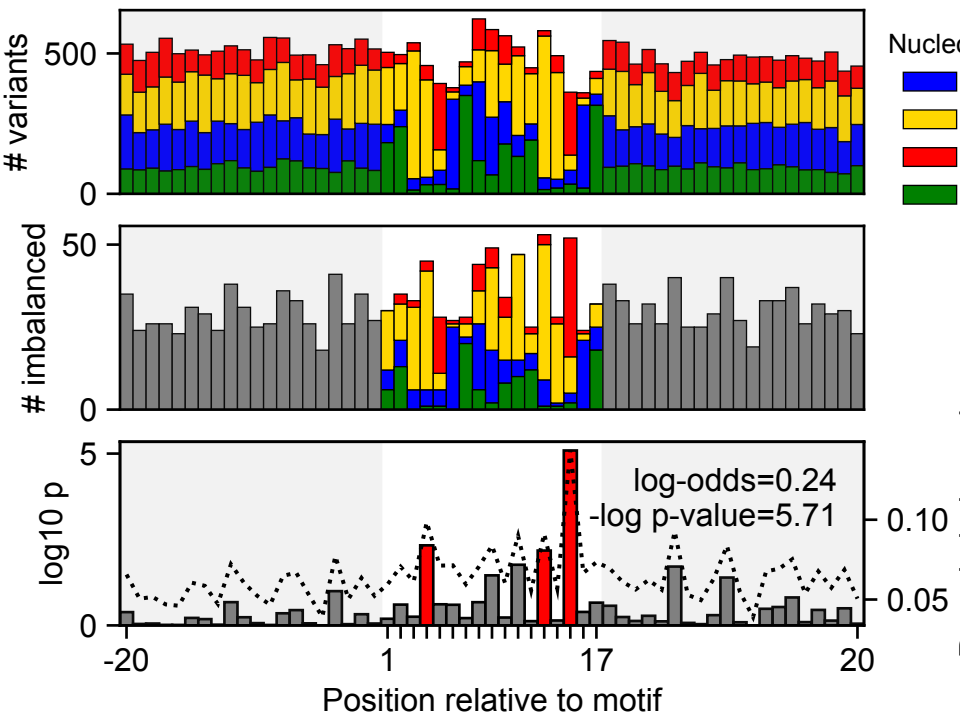 # variants
500
0
Nucleo
# imbalanced
50
0
log10 p
5
0
log-odds=0.24
-log p-value=5.71
0.10
0.05
-20
1
17
20
Position relative to motif